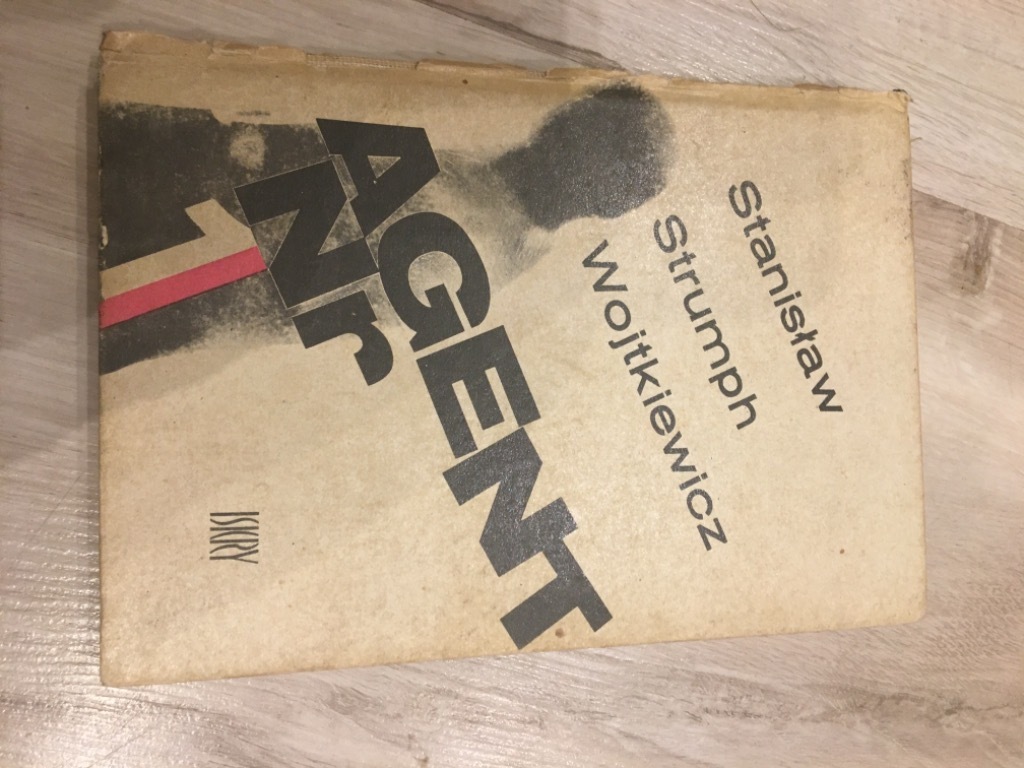 Stanisław
Strumph
Wojtkiewicz
AGENT
Nr
1
ISKRY